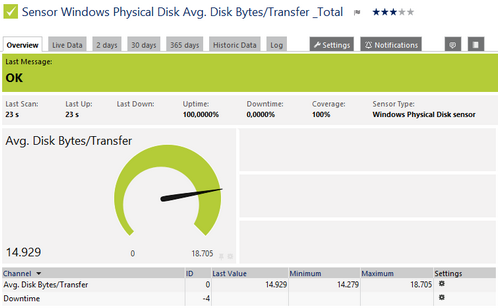 Sensor Windows Physical Disk Avg. Disk Bytes/Transfer _Total
Overview Live Data 2 days 30 days 365 days Historic Data Log Settings Notifications
Last Message:
OK
Last Scan: Last Up: Last Down: Uptime: Downtime: Coverage: Sensor Type:
23 s 23 s 100,0000% 0,0000% 100% Windows Physical Disk sensor
Avg. Disk Bytes/Transfer
14.929 0 18.705
Channel ID Last Value Minimum Maximum Settings
Avg. Disk Bytes/Transfer 0 14.929 14.279 18.705
Downtime -4